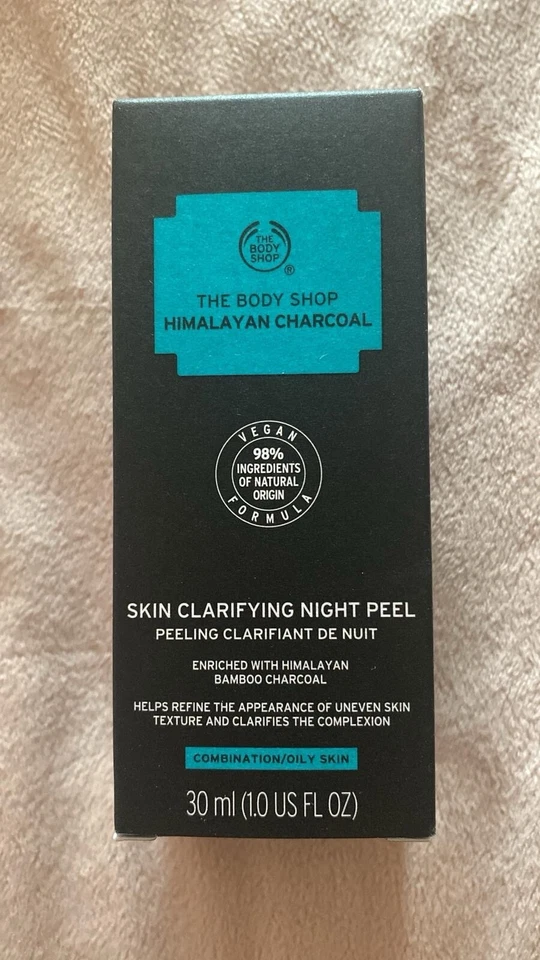 THE
BODY
SHOP
®
THE BODY SHOP
HIMALAYAN CHARCOAL
VEGAN
98%
INGREDIENTS
OF NATURAL
ORIGIN
FORMULA
SKIN CLARIFYING NIGHT PEEL
PEELING CLARIFIANT DE NUIT
ENRICHED WITH HIMALAYAN
BAMBOO CHARCOAL
HELPS REFINE THE APPEARANCE OF UNEVEN SKIN
TEXTURE AND CLARIFIES THE COMPLEXION
COMBINATION/OILY SKIN
30 ml (1.0 US FL OZ)